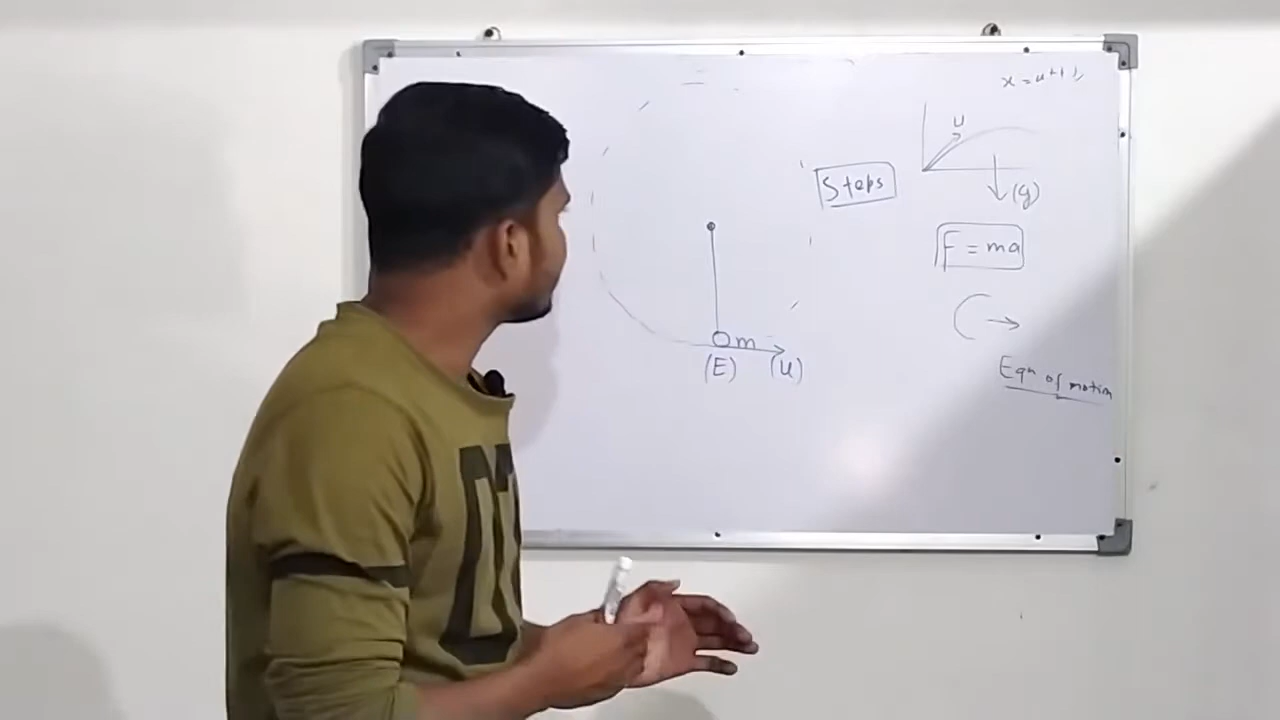 Steps
U
(g)
F = ma
m
(E) (u)
Eqn of motion